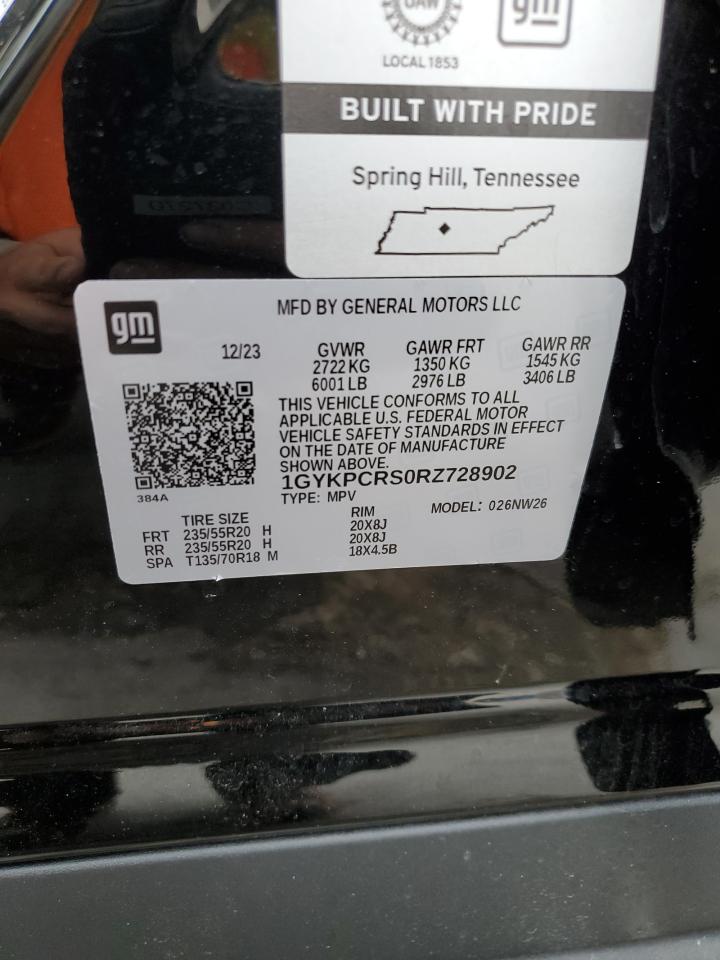 UAW
gm
LOCAL 1853
BUILT WITH PRIDE
Spring Hill, Tennessee
gm
MFD BY GENERAL MOTORS LLC
12/23
GVWR GAWR FRT GAWR RR
2722 KG 1350 KG 1545 KG
6001 LB 2976 LB 3406 LB
THIS VEHICLE CONFORMS TO ALL
APPLICABLE U.S. FEDERAL MOTOR
VEHICLE SAFETY STANDARDS IN EFFECT
ON THE DATE OF MANUFACTURE
SHOWN ABOVE.
1GYKPCRS0RZ728902
384A
TYPE: MPV MODEL: 026NW26
TIRE SIZE RIM
FRT 235/55R20 H 20X8J
RR 235/55R20 H 20X8J
SPA T135/70R18 M 18X4.5B